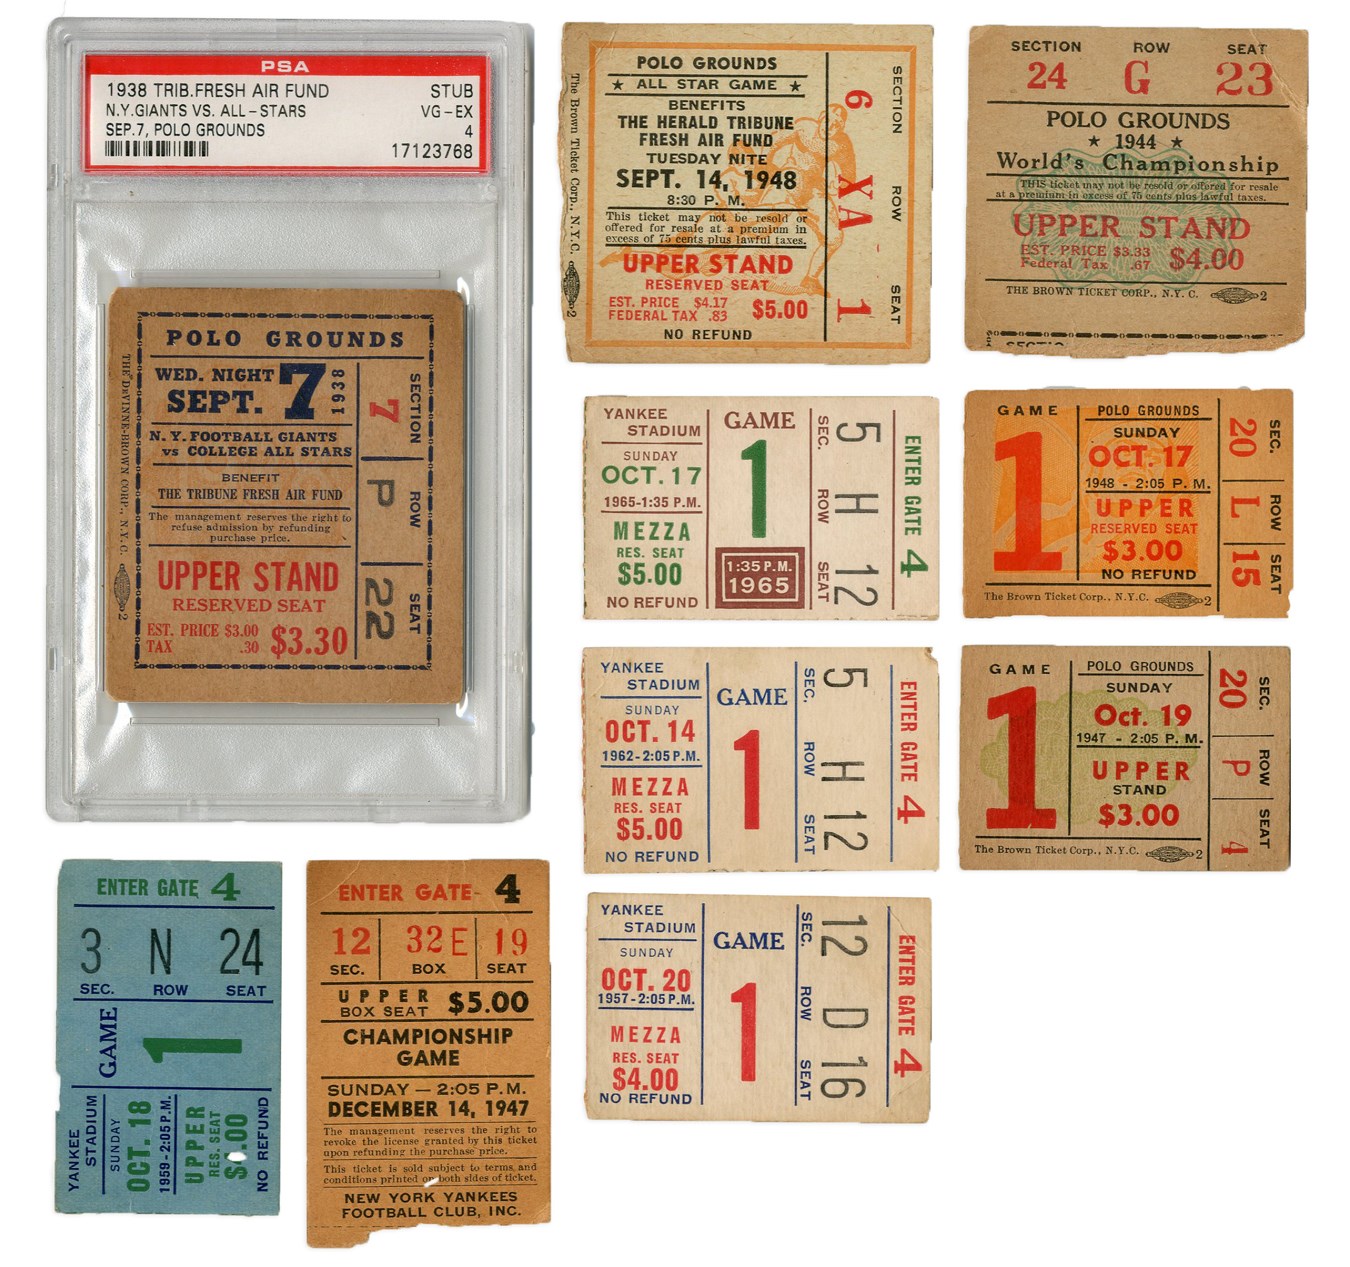 PSA
1938 TRIB.FRESH AIR FUND STUB
N.Y.GIANTS VS. ALL-STARS VG-EX
SEP.7, POLO GROUNDS 4
17123768
POLO GROUNDS
WED. NIGHT
SEPT. 7
1938
N. Y. FOOTBALL GIANTS
vs COLLEGE ALL STARS
BENEFIT
THE TRIBUNE FRESH AIR FUND
The management reserves the right to
refuse admission by refunding
purchase price.
UPPER STAND
RESERVED SEAT
EST. PRICE $3.00
TAX .30 $3.30
SECTION 7
ROW P
SEAT 22
THE DeVINNE-BROWN CORP., N.Y.C. 2
POLO GROUNDS
★ ALL STAR GAME ★
BENEFITS
THE HERALD TRIBUNE
FRESH AIR FUND
TUESDAY NITE
SEPT. 14, 1948
8:30 P. M.
This ticket may not be resold or
offered for resale at a premium in
excess of 75 cents plus lawful taxes.
UPPER STAND
RESERVED SEAT
EST. PRICE $4.17
FEDERAL TAX .83 $5.00
NO REFUND
SECTION 6
ROW XA
SEAT 1
The Brown Ticket Corp., N.Y.C. 2
SECTION ROW SEAT
24 G 23
POLO GROUNDS
★ 1944 ★
World's Championship
THIS ticket may not be resold or offered for resale
at a premium in excess of 75 cents plus lawful taxes.
UPPER STAND
EST. PRICE $3.33
Federal Tax .67 $4.00
THE BROWN TICKET CORP., N.Y. C. 2
YANKEE
STADIUM
SUNDAY
OCT. 17
1965-1:35 P.M.
MEZZA
RES. SEAT
$5.00
NO REFUND
GAME
1
1:35 P.M.
1965
SEC. 5
ROW H
SEAT 12
ENTER GATE 4
GAME
1
POLO GROUNDS
SUNDAY
OCT. 17
1948 - 2:05 P. M.
UPPER
RESERVED SEAT
$3.00
NO REFUND
The Brown Ticket Corp., N.Y.C. 2
SEC. 20
ROW L
SEAT 15
YANKEE
STADIUM
SUNDAY
OCT. 14
1962-2:05 P.M.
MEZZA
RES. SEAT
$5.00
NO REFUND
GAME
1
SEC. 5
ROW H
SEAT 12
ENTER GATE 4
GAME
1
POLO GROUNDS
SUNDAY
Oct. 19
1947 - 2:05 P. M.
UPPER
STAND
$3.00
The Brown Ticket Corp., N.Y.C. 2
SEC. 20
ROW P
SEAT 4
ENTER GATE 4
3 N 24
SEC. ROW SEAT
GAME
1
YANKEE
STADIUM
SUNDAY
OCT. 18
1959-2:05 P.M.
UPPER
RES. SEAT
NO REFUND
ENTER GATE- 4
12 32 E 19
SEC. BOX SEAT
UPPER
BOX SEAT $5.00
CHAMPIONSHIP
GAME
SUNDAY — 2:05 P.M.
DECEMBER 14, 1947
The management reserves the right to
revoke the license granted by this ticket
upon refunding the purchase price.
This ticket is sold subject to terms and
conditions printed on both sides of ticket.
NEW YORK YANKEES
FOOTBALL CLUB, INC.
YANKEE
STADIUM
SUNDAY
OCT. 20
1957-2:05 P.M.
MEZZA
RES. SEAT
$4.00
NO REFUND
GAME
1
SEC. 12
ROW D
SEAT 16
ENTER GATE 4